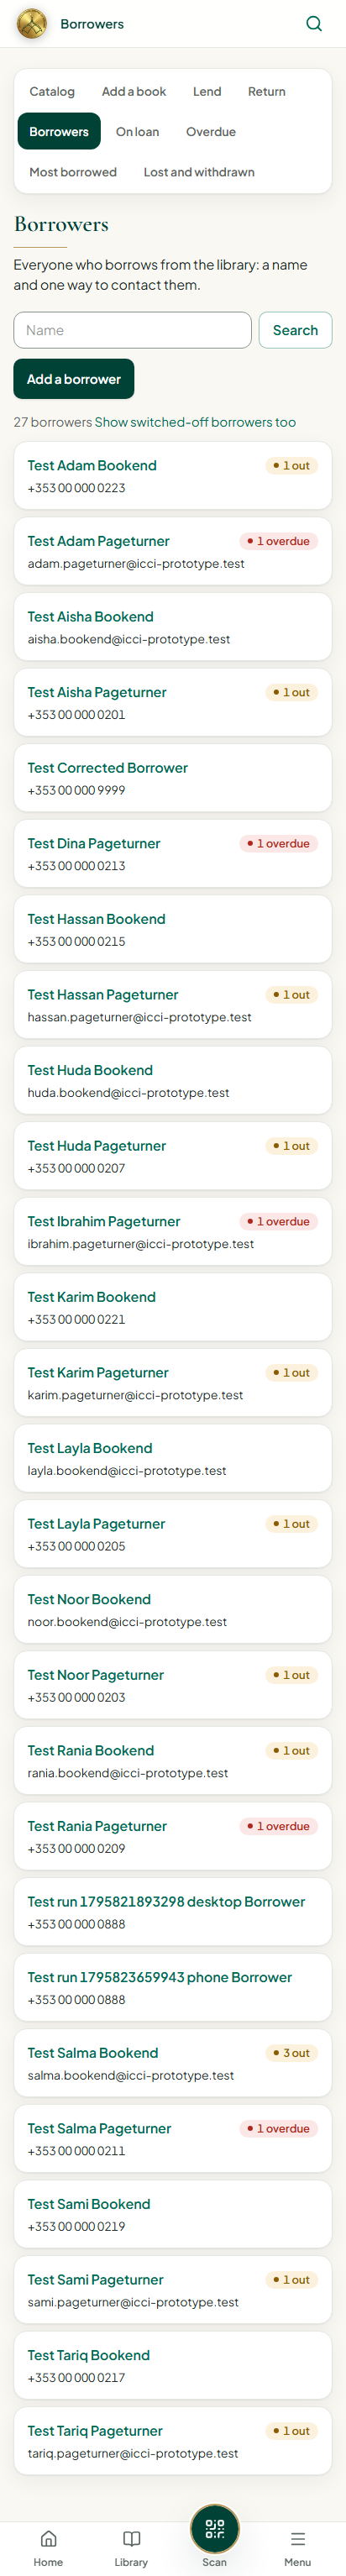 Borrowers
Catalog Add a book Lend Return
Borrowers On loan Overdue
Most borrowed Lost and withdrawn
Borrowers
Everyone who borrows from the library: a name
and one way to contact them.
Name Search
Add a borrower
27 borrowers Show switched-off borrowers too
Test Adam Bookend 1 out
+353 00 000 0223
Test Adam Pageturner 1 overdue
adam.pageturner@icci-prototype.test
Test Aisha Bookend
aisha.bookend@icci-prototype.test
Test Aisha Pageturner 1 out
+353 00 000 0201
Test Corrected Borrower
+353 00 000 9999
Test Dina Pageturner 1 overdue
+353 00 000 0213
Test Hassan Bookend
+353 00 000 0215
Test Hassan Pageturner 1 out
hassan.pageturner@icci-prototype.test
Test Huda Bookend
huda.bookend@icci-prototype.test
Test Huda Pageturner 1 out
+353 00 000 0207
Test Ibrahim Pageturner 1 overdue
ibrahim.pageturner@icci-prototype.test
Test Karim Bookend
+353 00 000 0221
Test Karim Pageturner 1 out
karim.pageturner@icci-prototype.test
Test Layla Bookend
layla.bookend@icci-prototype.test
Test Layla Pageturner 1 out
+353 00 000 0205
Test Noor Bookend
noor.bookend@icci-prototype.test
Test Noor Pageturner 1 out
+353 00 000 0203
Test Rania Bookend 1 out
rania.bookend@icci-prototype.test
Test Rania Pageturner 1 overdue
+353 00 000 0209
Test run 1795821893298 desktop Borrower
+353 00 000 0888
Test run 1795823659943 phone Borrower
+353 00 000 0888
Test Salma Bookend 3 out
salma.bookend@icci-prototype.test
Test Salma Pageturner 1 overdue
+353 00 000 0211
Test Sami Bookend
+353 00 000 0219
Test Sami Pageturner 1 out
sami.pageturner@icci-prototype.test
Test Tariq Bookend
+353 00 000 0217
Test Tariq Pageturner 1 out
tariq.pageturner@icci-prototype.test
Home Library Scan Menu